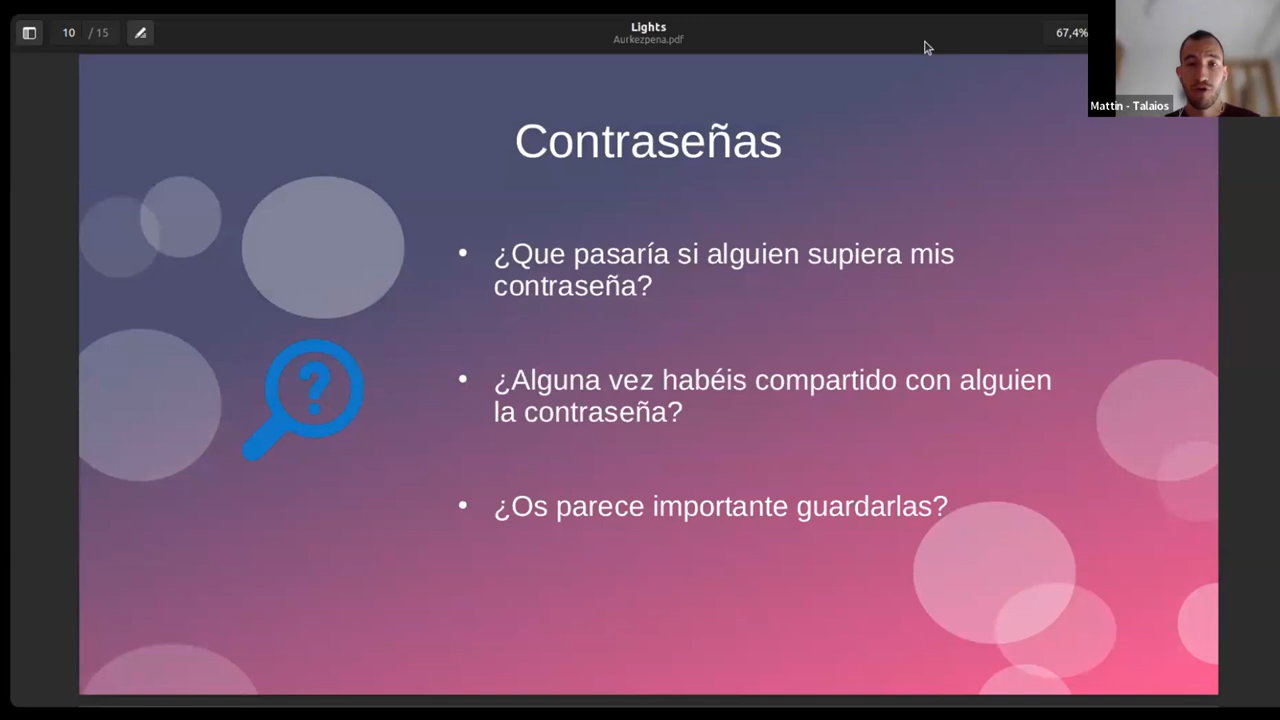 10 / 15
Lights
Aurkezpena.pdf
67,4%
Mattin - Talaios
Contraseñas
• ¿Que pasaría si alguien supiera mis
contraseña?
• ¿Alguna vez habéis compartido con alguien
la contraseña?
?
• ¿Os parece importante guardarlas?